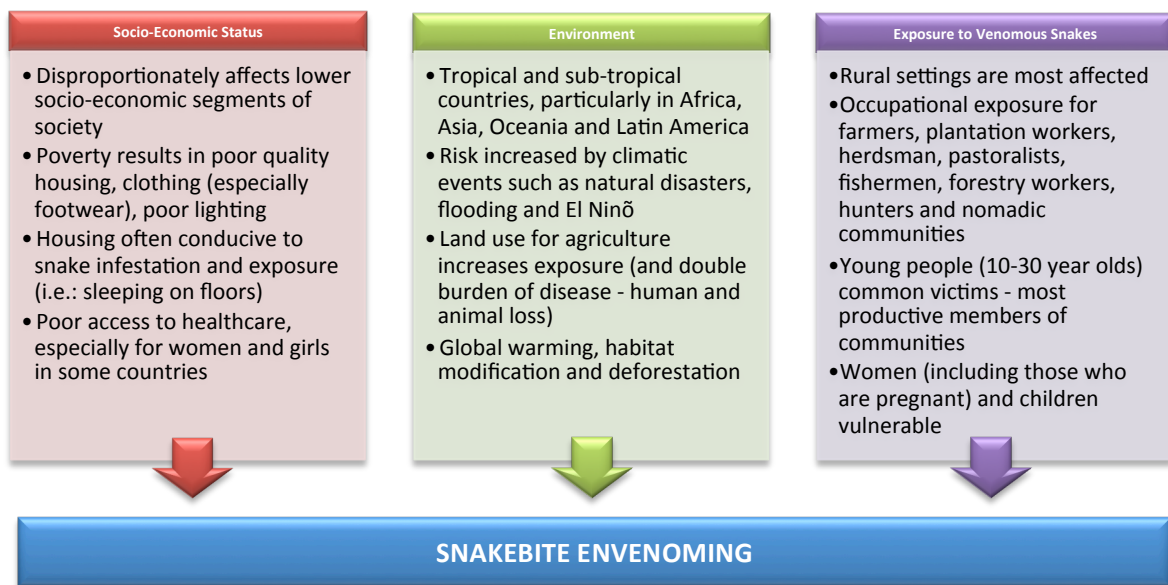 Socio-Economic Status
• Disproportionately affects lower
socio-economic segments of
society
• Poverty results in poor quality
housing, clothing (especially
footwear), poor lighting
• Housing often conducive to
snake infestation and exposure
(i.e.: sleeping on floors)
• Poor access to healthcare,
especially for women and girls
in some countries
Environment
• Tropical and sub-tropical
countries, particularly in Africa,
Asia, Oceania and Latin America
• Risk increased by climatic
events such as natural disasters,
flooding and El Ninõ
• Land use for agriculture
increases exposure (and double
burden of disease - human and
animal loss)
• Global warming, habitat
modification and deforestation
Exposure to Venomous Snakes
• Rural settings are most affected
• Occupational exposure for
farmers, plantation workers,
herdsman, pastoralists,
fishermen, forestry workers,
hunters and nomadic
communities
• Young people (10-30 year olds)
common victims - most
productive members of
communities
• Women (including those who
are pregnant) and children
vulnerable
SNAKEBITE ENVENOMING